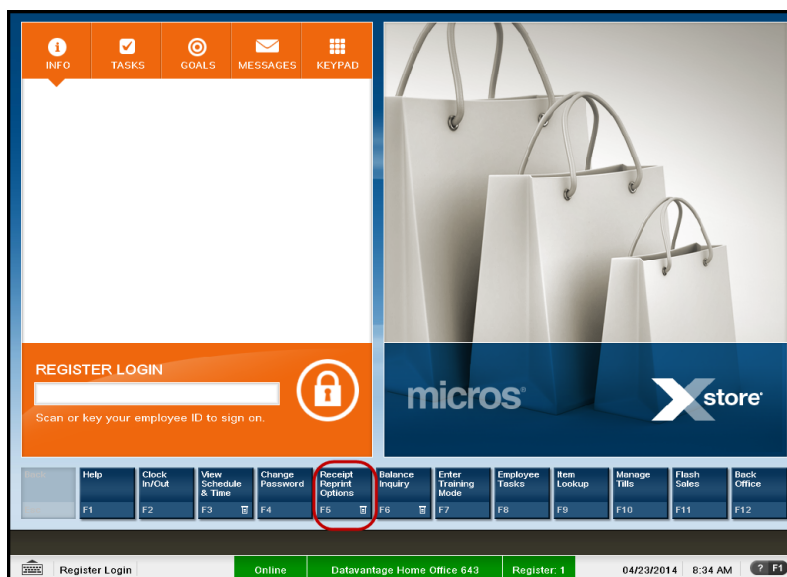 INFO
TASKS
GOALS
MESSAGES
KEYPAD
REGISTER LOGIN
Scan or key your employee ID to sign on.
micros®
Xstore®
Help
F1
Clock
In/Out
F2
View
Schedule
& Time
F3
Change
Password
F4
Receipt
Reprint
Options
F5
Balance
Inquiry
F6
Enter
Training
Mode
F7
Employee
Tasks
F8
Item
Lookup
F9
Manage
Tills
F10
Flash
Sales
F11
Back
Office
F12
Register Login
Online
Datavantage Home Office 643
Register: 1
04/23/2014
8:34 AM
? F1